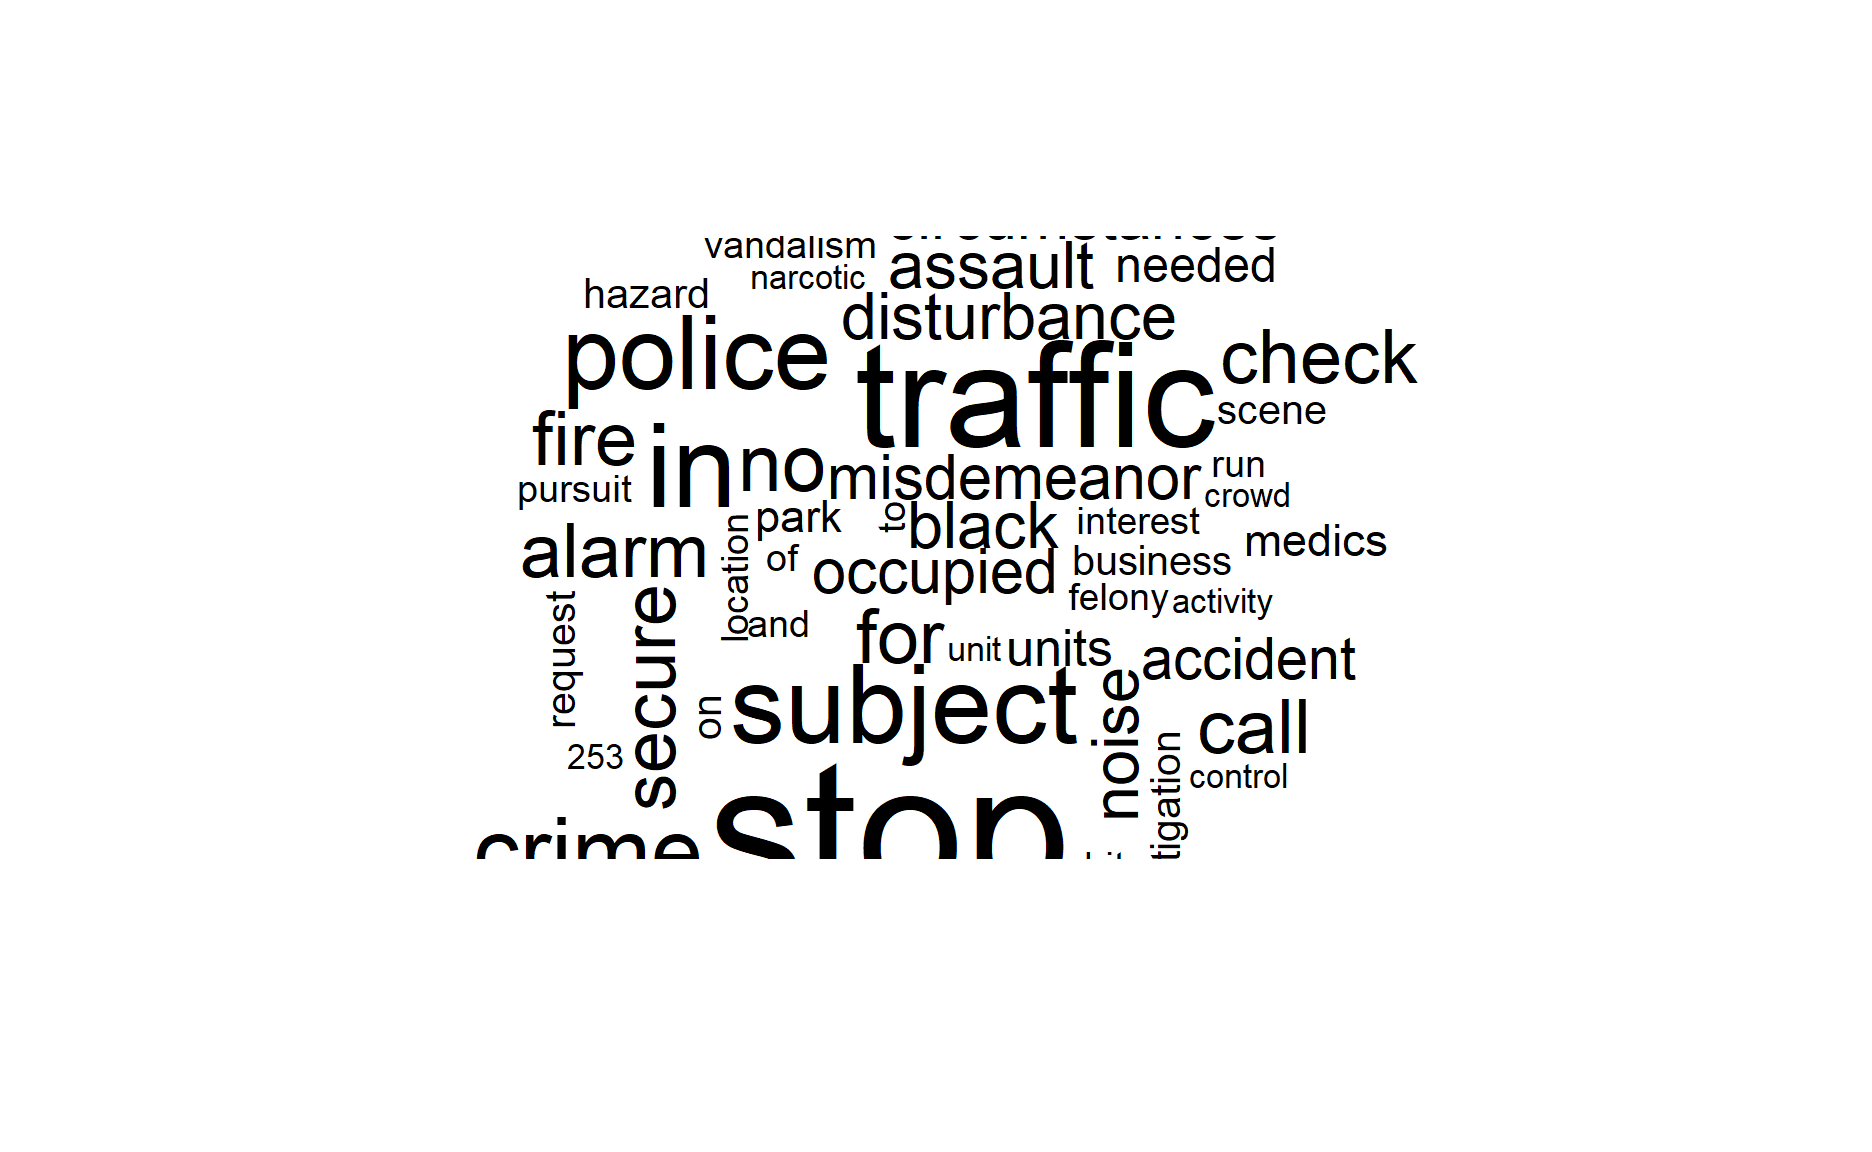 circumstances
vandalism
assault
needed
narcotic
hazard
disturbance
police
traffic
check
scene
fire
in
no
misdemeanor
run
pursuit
crowd
park
to
black
interest
medics
alarm
location
of
occupied
business
felony
activity
request
secure
and
for
unit
units
accident
on
subject
noise
call
253
control
tigation
stop
crime